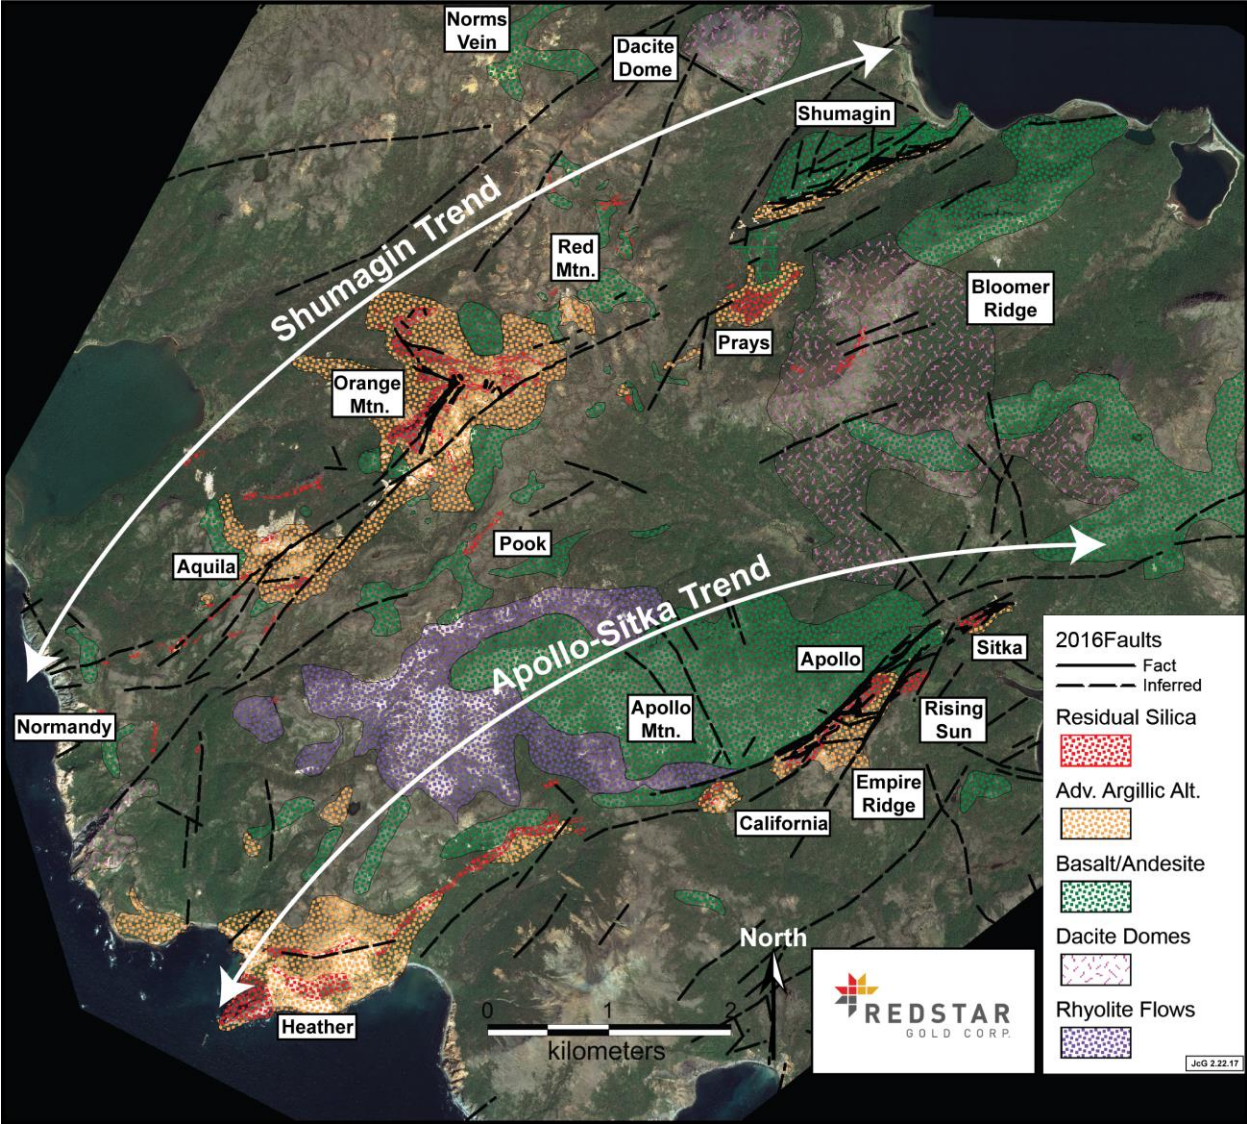 Norms
Vein
Dacite
Dome
Shumagin
Shumagin Trend
Red
Mtn.
Bloomer
Ridge
Prays
Orange
Mtn.
Pook
Aquila
Apollo-Sitka Trend
Apollo
Sitka
Normandy
Apollo
Mtn.
Rising
Sun
Empire
Ridge
California
Heather
North
0 1 2
kilometers
REDSTAR
GOLD CORP.
2016Faults
Fact
Inferred
Residual Silica
Adv. Argillic Alt.
Basalt/Andesite
Dacite Domes
Rhyolite Flows
JcG 2.22.17